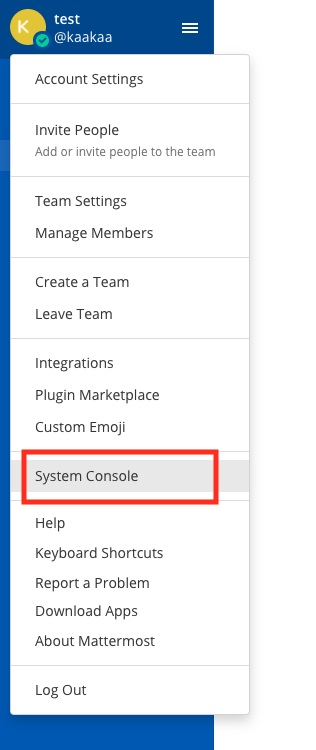 K
test
@kaakaa
Account Settings
Invite People
Add or invite people to the team
Team Settings
Manage Members
Create a Team
Leave Team
Integrations
Plugin Marketplace
Custom Emoji
System Console
Help
Keyboard Shortcuts
Report a Problem
Download Apps
About Mattermost
Log Out